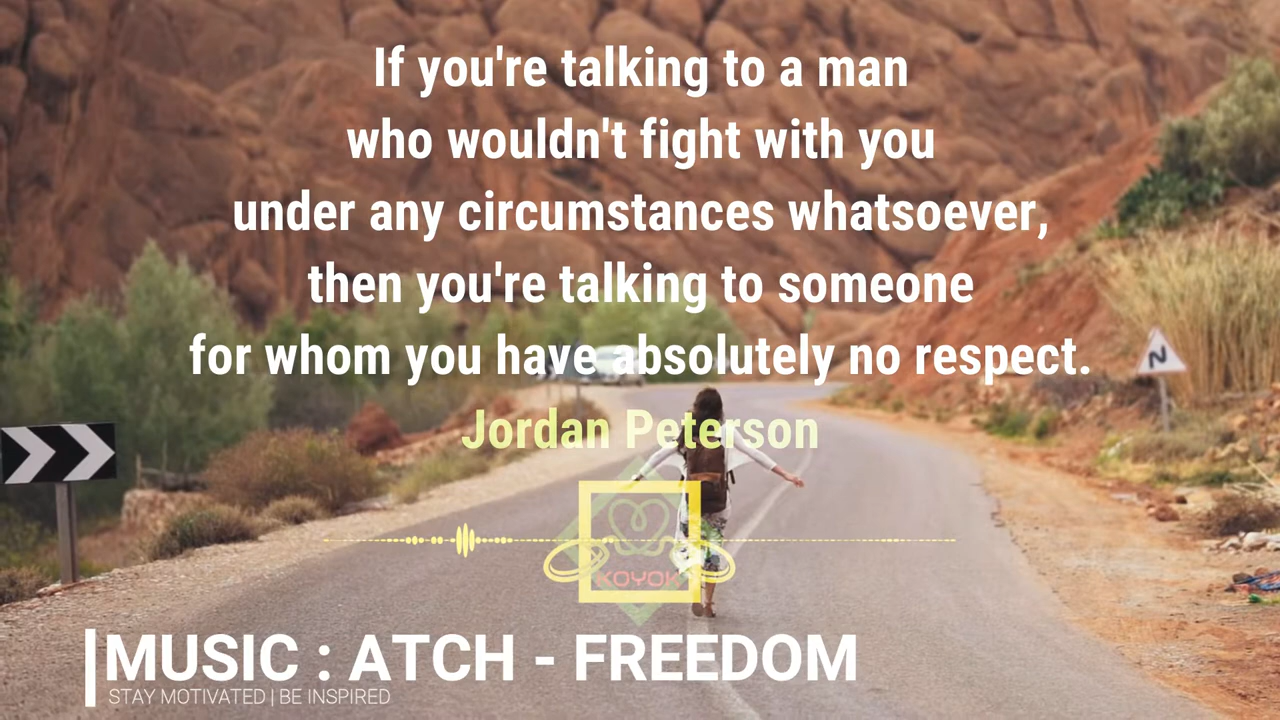 If you're talking to a man
who wouldn't fight with you
under any circumstances whatsoever,
then you're talking to someone
for whom you have absolutely no respect.
Jordan Peterson
KOYOK
MUSIC : ATCH - FREEDOM
STAY MOTIVATED | BE INSPIRED